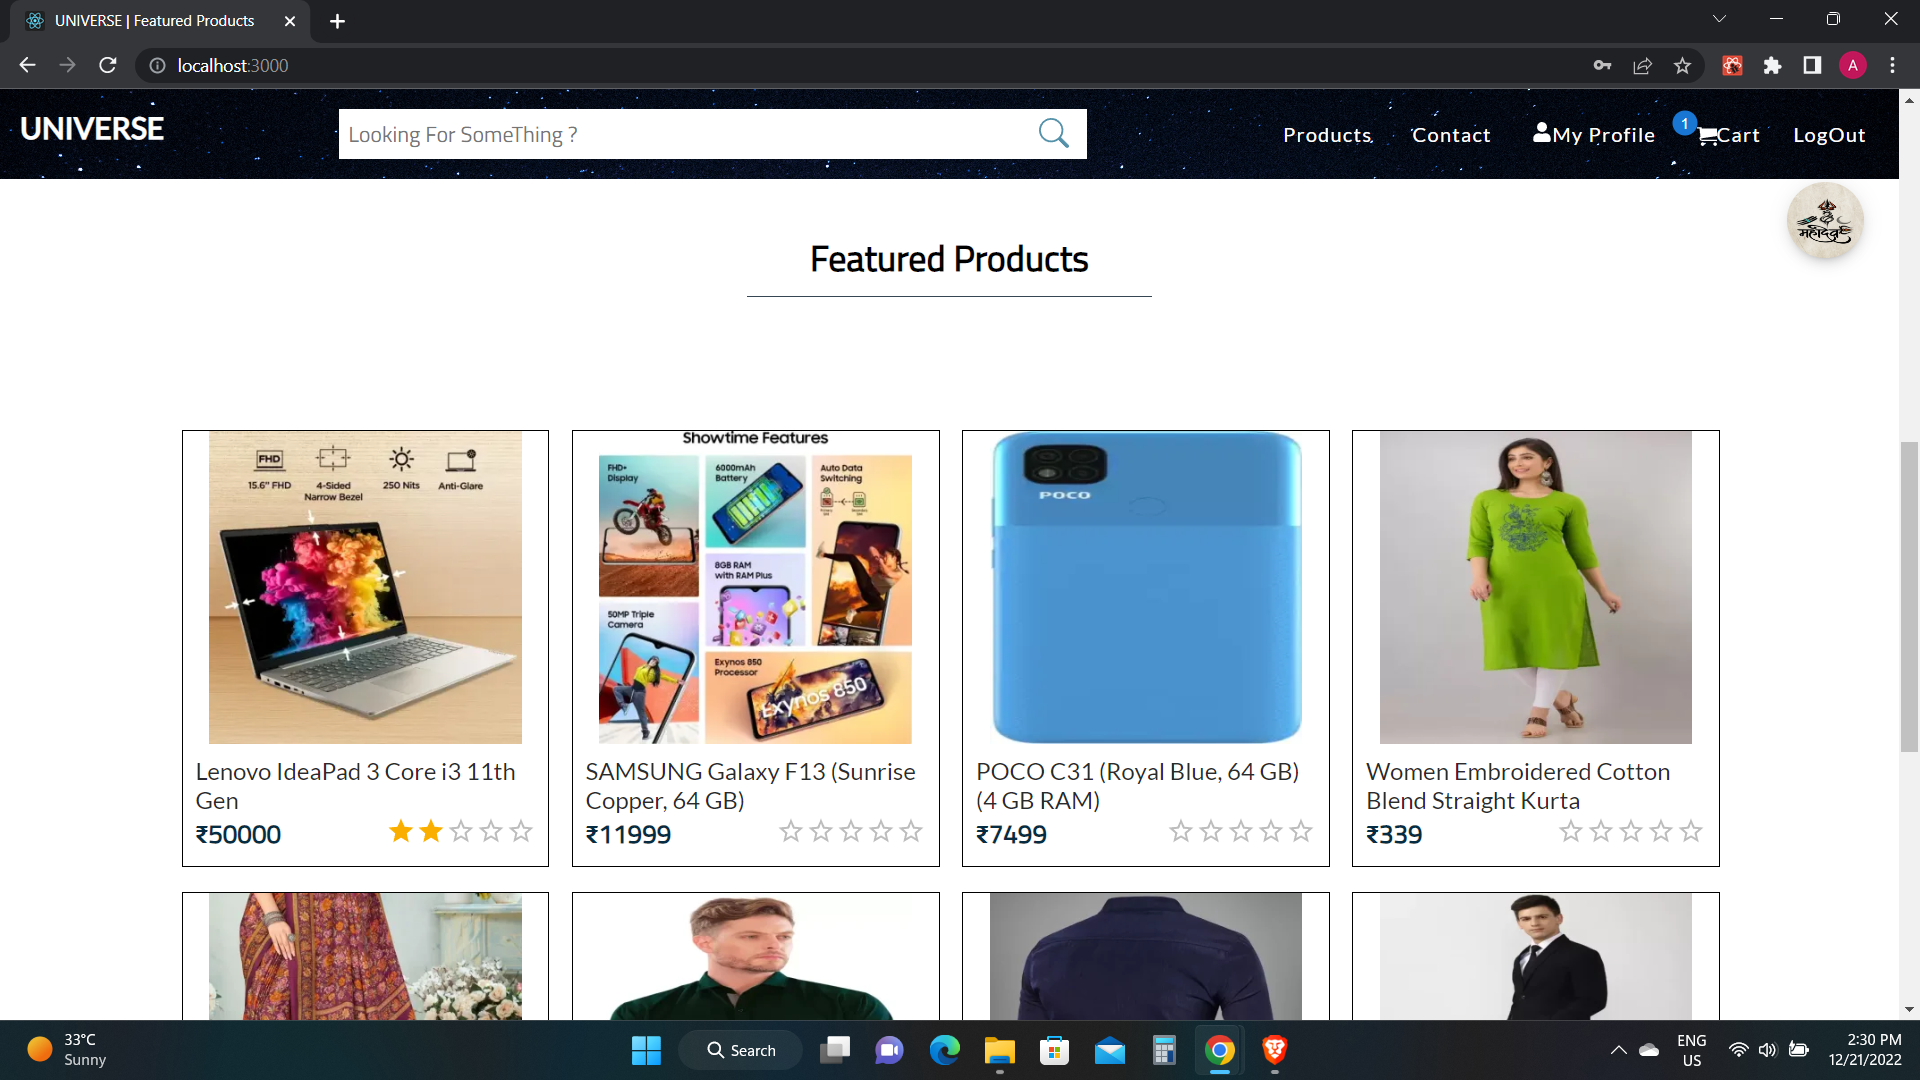 UNIVERSE | Featured Products
localhost:3000
A
UNIVERSE
Looking For SomeThing ?
Products
Contact
My Profile
1
Cart
LogOut
महादेव
Featured Products
FHD
15.6" FHD
4-Sided
Narrow Bezel
250 Nits
Anti-Glare
Showtime Features
FHD+
Display
6000mAh
Battery
Auto Data
Switching
8GB RAM
with RAM Plus
50MP Triple
Camera
Exynos 850
Processor
Exynos 850
POCO
Lenovo IdeaPad 3 Core i3 11th
Gen
₹50000
SAMSUNG Galaxy F13 (Sunrise
Copper, 64 GB)
₹11999
POCO C31 (Royal Blue, 64 GB)
(4 GB RAM)
₹7499
Women Embroidered Cotton
Blend Straight Kurta
₹339
33°C
Sunny
Search
ENG
US
2:30 PM
12/21/2022